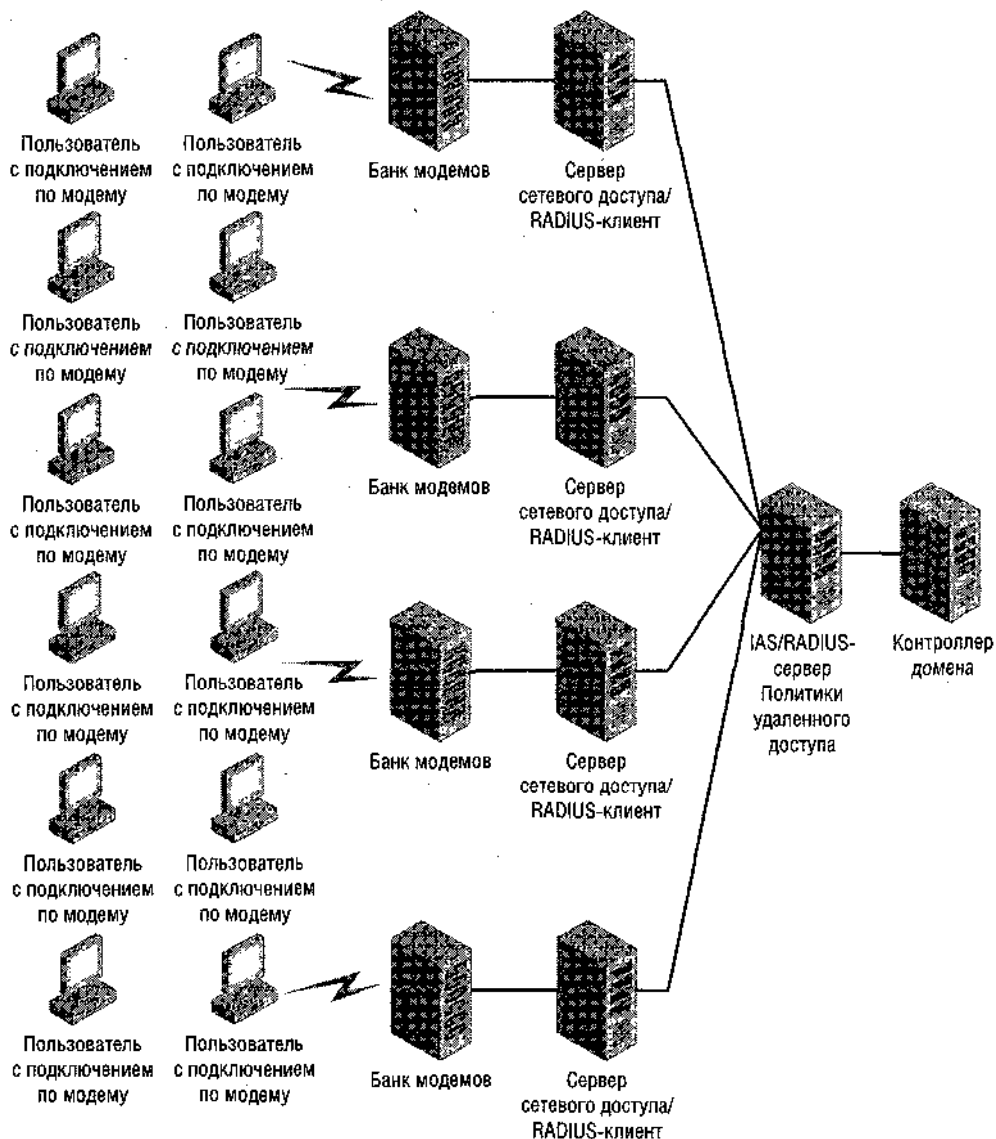 Пользователь
с подключением
по модему
Пользователь
с подключением
по модему
Банк модемов
Сервер
сетевого доступа/
RADIUS-клиент
Пользователь
с подключением
по модему
Пользователь
с подключением
по модему
Банк модемов
Сервер
сетевого доступа/
RADIUS-клиент
Пользователь
с подключением
по модему
Пользователь
с подключением
по модему
IAS/RADIUS-
сервер
Политики
удаленного
доступа
Контроллер
домена
Пользователь
с подключением
по модему
Пользователь
с подключением
по модему
Банк модемов
Сервер
сетевого доступа/
RADIUS-клиент
Пользователь
с подключением
по модему
Пользователь
с подключением
по модему
Пользователь
с подключением
по модему
Пользователь
с подключением
по модему
Банк модемов
Сервер
сетевого доступа/
RADIUS-клиент